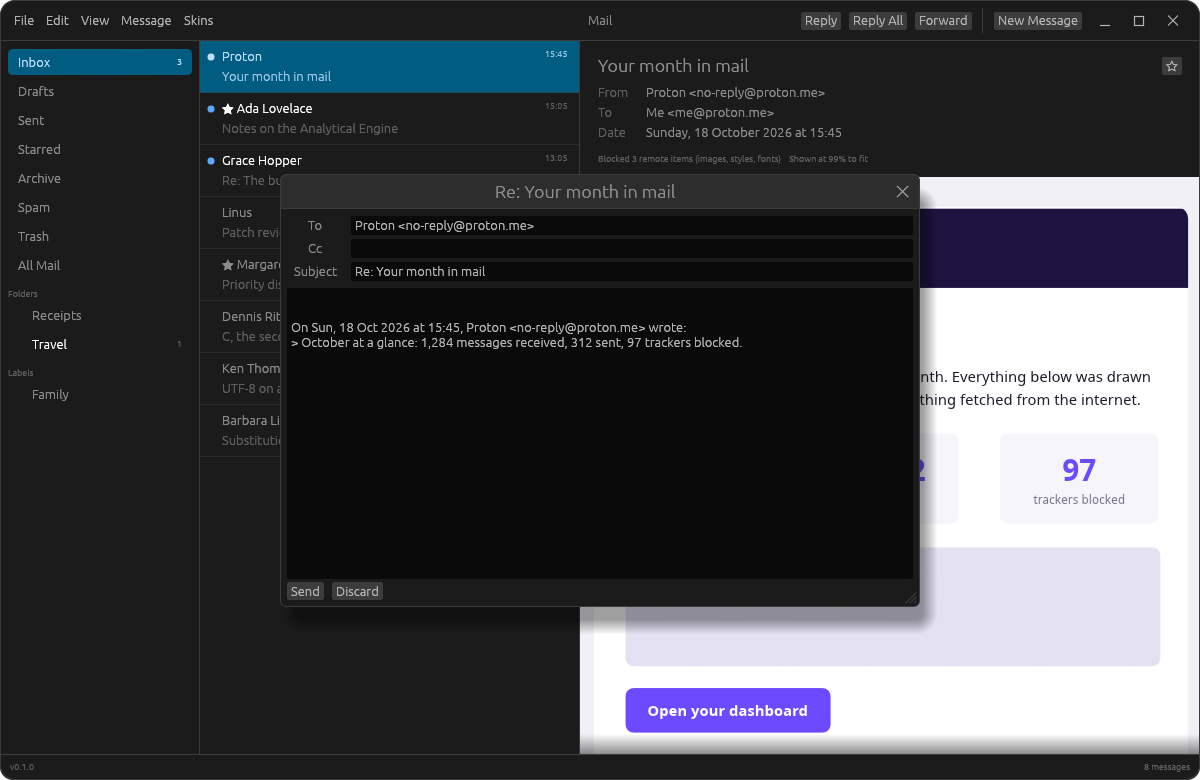 File Edit View Message Skins
Mail
Reply Reply All Forward New Message
Inbox 3
Drafts
Sent
Starred
Archive
Spam
Trash
All Mail
Folders
Receipts
Travel 1
Labels
Family
Proton 15:45
Your month in mail
Ada Lovelace 15:05
Notes on the Analytical Engine
Grace Hopper 13:05
Re: The bu
Linus
Patch revi
Margar
Priority dis
Dennis Rit
C, the seco
Ken Thom
UTF-8 on a
Barbara Li
Substitutio
Your month in mail
From Proton <no-reply@proton.me>
To Me <me@proton.me>
Date Sunday, 18 October 2026 at 15:45
Blocked 3 remote items (images, styles, fonts) Shown at 99% to fit
Re: Your month in mail
To Proton <no-reply@proton.me>
Cc
Subject Re: Your month in mail
On Sun, 18 Oct 2026 at 15:45, Proton <no-reply@proton.me> wrote:
> October at a glance: 1,284 messages received, 312 sent, 97 trackers blocked.
Send Discard
nth. Everything below was drawn
thing fetched from the internet.
2
97
trackers blocked
Open your dashboard
v0.1.0
8 messages